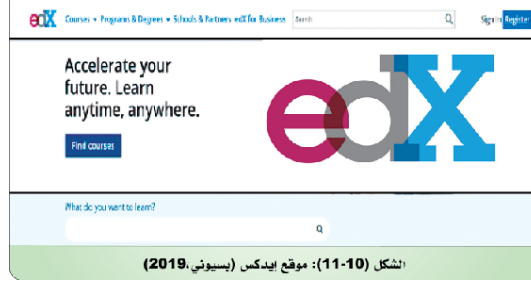 edX Courses ▾ Programs & Degrees ▾ Schools & Partners edX for Business Search Sign In Register
Accelerate your
future. Learn
anytime, anywhere.
Find courses
edX
What do you want to learn?
الشكل (10-11): موقع إيدكس (بسيوني،2019)